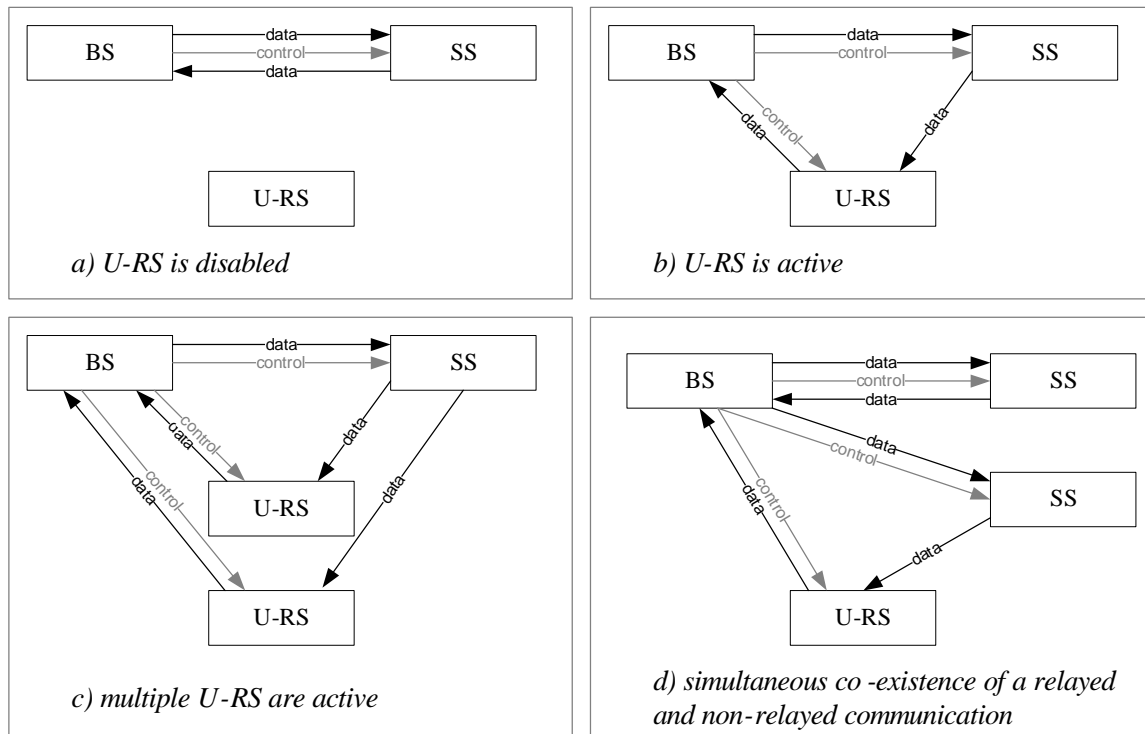 BS
data
control
data
SS
U-RS
a) U-RS is disabled
BS
data
control
SS
control
data
data
U-RS
b) U-RS is active
BS
data
control
SS
control
data
data
U-RS
control
data
data
U-RS
c) multiple U-RS are active
BS
data
control
data
SS
data
control
SS
control
data
data
U-RS
d) simultaneous co -existence of a relayed
and non-relayed communication